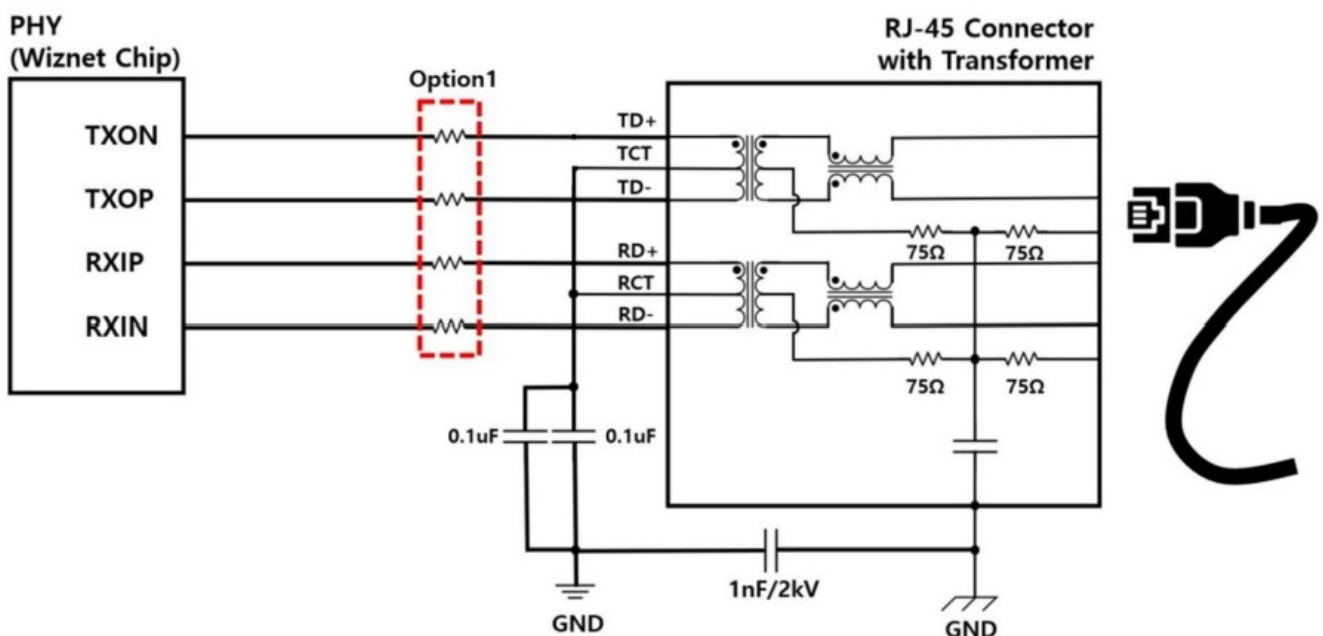 PHY
(Wiznet Chip)
RJ-45 Connector
with Transformer
Option1
TXON
TD+
TCT
TXOP
TD-
75Ω
75Ω
RXIP
RD+
RCT
RXIN
RD-
75Ω
75Ω
0.1uF
0.1uF
1nF/2kV
GND
GND